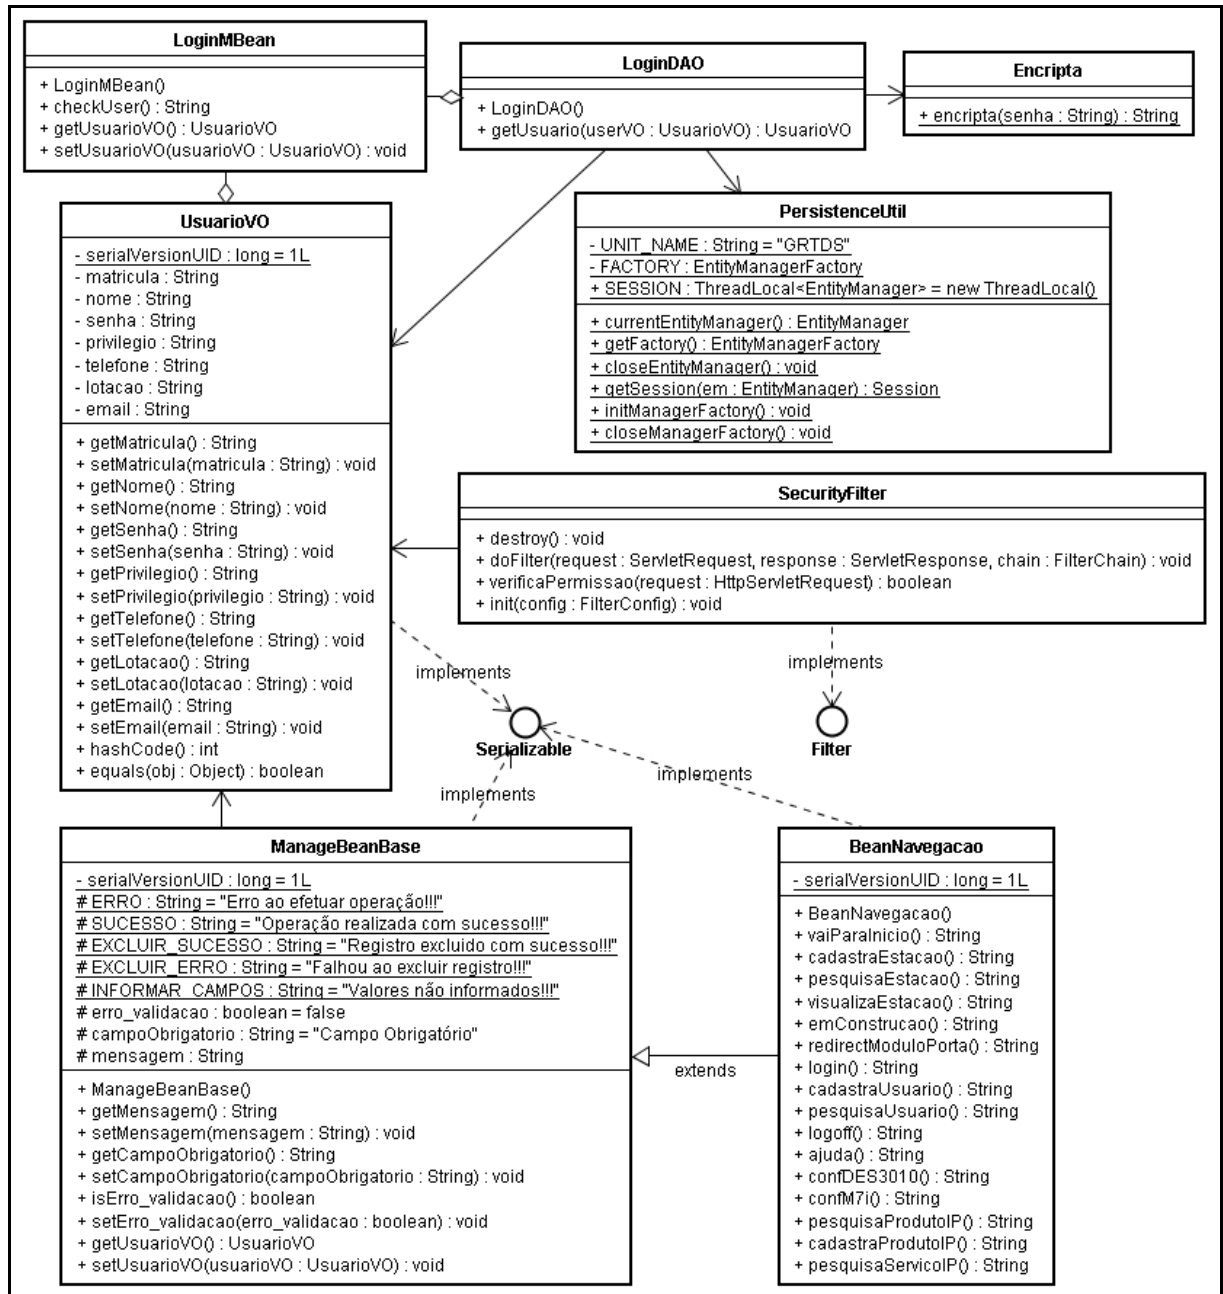 LoginMBean
+ LoginMBean()
+ checkUser() : String
+ getUsuarioVO() : UsuarioVO
+ setUsuarioVO(usuarioVO : UsuarioVO) : void
LoginDAO
+ LoginDAO()
+ getUsuario(userVO : UsuarioVO) : UsuarioVO
Encripta
+ encripta(senha : String) : String
UsuarioVO
- serialVersionUID : long = 1L
- matricula : String
- nome : String
- senha : String
- privilegio : String
- telefone : String
- lotacao : String
- email : String
+ getMatricula() : String
+ setMatricula(matricula : String) : void
+ getNome() : String
+ setNome(nome : String) : void
+ getSenha() : String
+ setSenha(senha : String) : void
+ getPrivilegio() : String
+ setPrivilegio(privilegio : String) : void
+ getTelefone() : String
+ setTelefone(telefone : String) : void
+ getLotacao() : String
+ setLotacao(lotacao : String) : void
+ getEmail() : String
+ setEmail(email : String) : void
+ hashCode() : int
+ equals(obj : Object) : boolean
PersistenceUtil
- UNIT_NAME : String = "GRTDS"
- FACTORY : EntityManagerFactory
+ SESSION : ThreadLocal<EntityManager> = new ThreadLocal()
+ currentEntityManager() : EntityManager
+ getFactory() : EntityManagerFactory
+ closeEntityManager() : void
+ getSession(em : EntityManager) : Session
+ initManagerFactory() : void
+ closeManagerFactory() : void
SecurityFilter
+ destroy() : void
+ doFilter(request : ServletRequest, response : ServletResponse, chain : FilterChain) : void
+ verificaPermissao(request : HttpServletRequest) : boolean
+ init(config : FilterConfig) : void
implements
implements
Serializable
Filter
implements
implements
ManageBeanBase
- serialVersionUID : long = 1L
# ERRO : String = "Erro ao efetuar operação!!!"
# SUCESSO : String = "Operação realizada com sucesso!!!"
# EXCLUIR_SUCESSO : String = "Registro excluido com sucesso!!!"
# EXCLUIR_ERRO : String = "Falhou ao excluir registro!!!"
# INFORMAR_CAMPOS : String = "Valores não informados!!!"
# erro_validacao : boolean = false
# campoObrigatorio : String = "Campo Obrigatório"
# mensagem : String
+ ManageBeanBase()
+ getMensagem() : String
+ setMensagem(mensagem : String) : void
+ getCampoObrigatorio() : String
+ setCampoObrigatorio(campoObrigatorio : String) : void
+ isErro_validacao() : boolean
+ setErro_validacao(erro_validacao : boolean) : void
+ getUsuarioVO() : UsuarioVO
+ setUsuarioVO(usuarioVO : UsuarioVO) : void
extends
BeanNavegacao
- serialVersionUID : long = 1L
+ BeanNavegacao()
+ vaiParaInicio() : String
+ cadastraEstacao() : String
+ pesquisaEstacao() : String
+ visualizaEstacao() : String
+ emConstrucao() : String
+ redirectModuloPorta() : String
+ login() : String
+ cadastraUsuario() : String
+ pesquisaUsuario() : String
+ logoff() : String
+ ajuda() : String
+ confDES3010() : String
+ confM7i() : String
+ pesquisaProdutoIP() : String
+ cadastraProdutoIP() : String
+ pesquisaServicoIP() : String